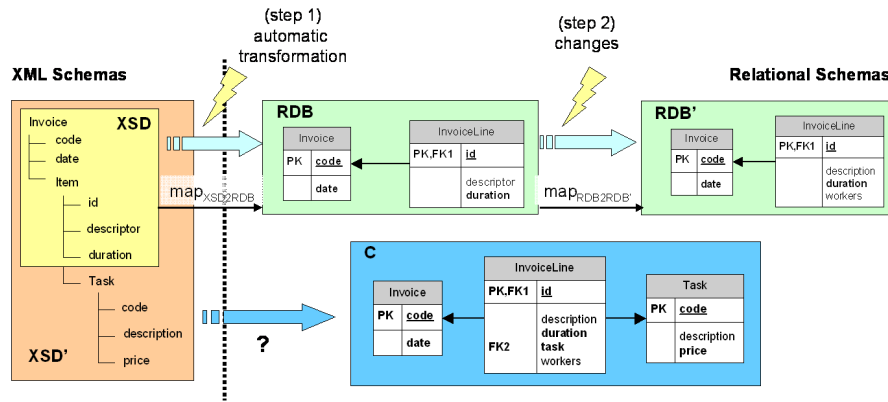 (step 1)
automatic
transformation
(step 2)
changes
XML Schemas
Relational Schemas
XSD
Invoice
code
date
Item
id
descriptor
duration
Task
code
description
price
XSD'
map XSD2RDB
RDB
Invoice
PK code
date
InvoiceLine
PK,FK1 id
descriptor
duration
map RDB2RDB'
RDB'
Invoice
PK code
date
InvoiceLine
PK,FK1 id
description
duration
workers
?
C
Invoice
PK code
date
InvoiceLine
PK,FK1 id
description
duration
FK2 task
workers
Task
PK code
description
price